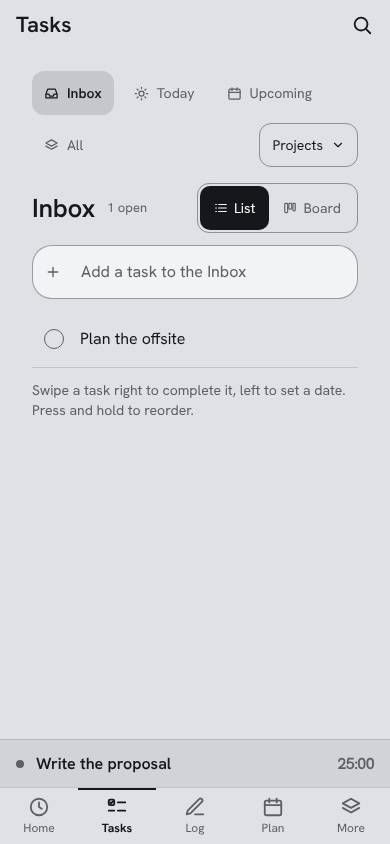 Tasks
Inbox
Today
Upcoming
All
Projects
Inbox
1 open
List
Board
Add a task to the Inbox
Plan the offsite
Swipe a task right to complete it, left to set a date.
Press and hold to reorder.
Write the proposal
25:00
Home
Tasks
Log
Plan
More